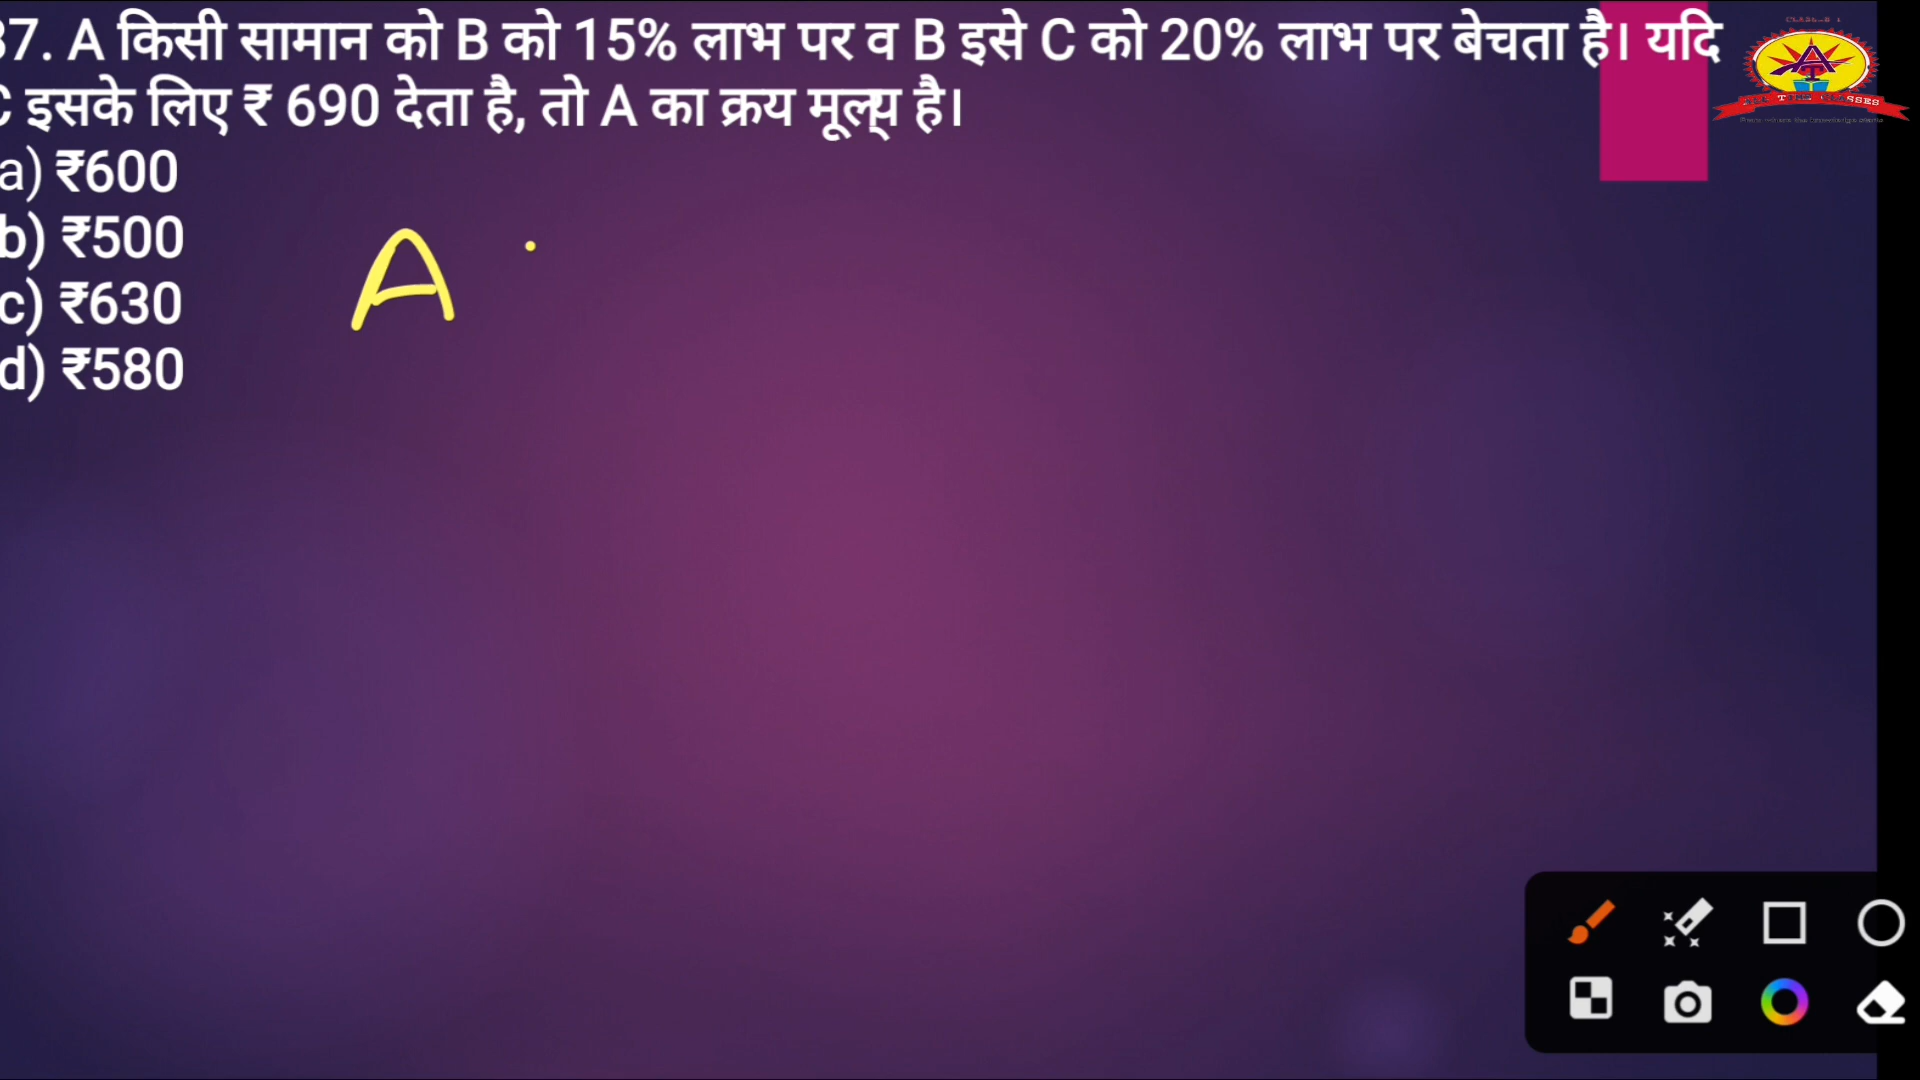 37. A किसी सामान को B को 15% लाभ पर व B इसे C को 20% लाभ पर बेचता है। यदि
C इसके लिए ₹ 690 देता है, तो A का क्रय मूल्य है।
a) ₹600
b) ₹500
c) ₹630
d) ₹580
A